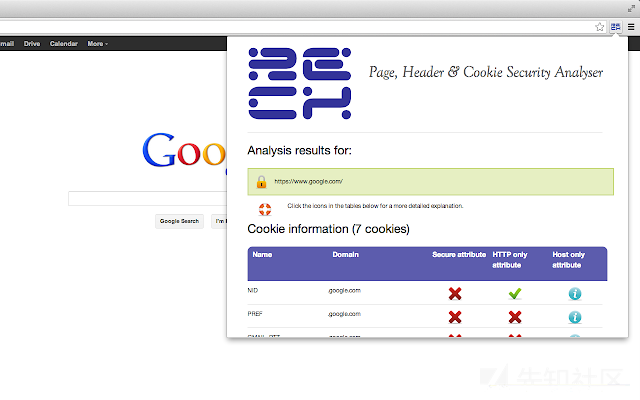 mail Drive Calendar More
Page, Header & Cookie Security Analyser
Goo
Analysis results for:
https://www.google.com/
Click the icons in the tables below for a more detailed explanation.
Google Search I'm
Cookie information (7 cookies)
Name Domain Secure attribute HTTP only attribute Host only attribute
NID .google.com
PREF .google.com
.google.com
先知社区